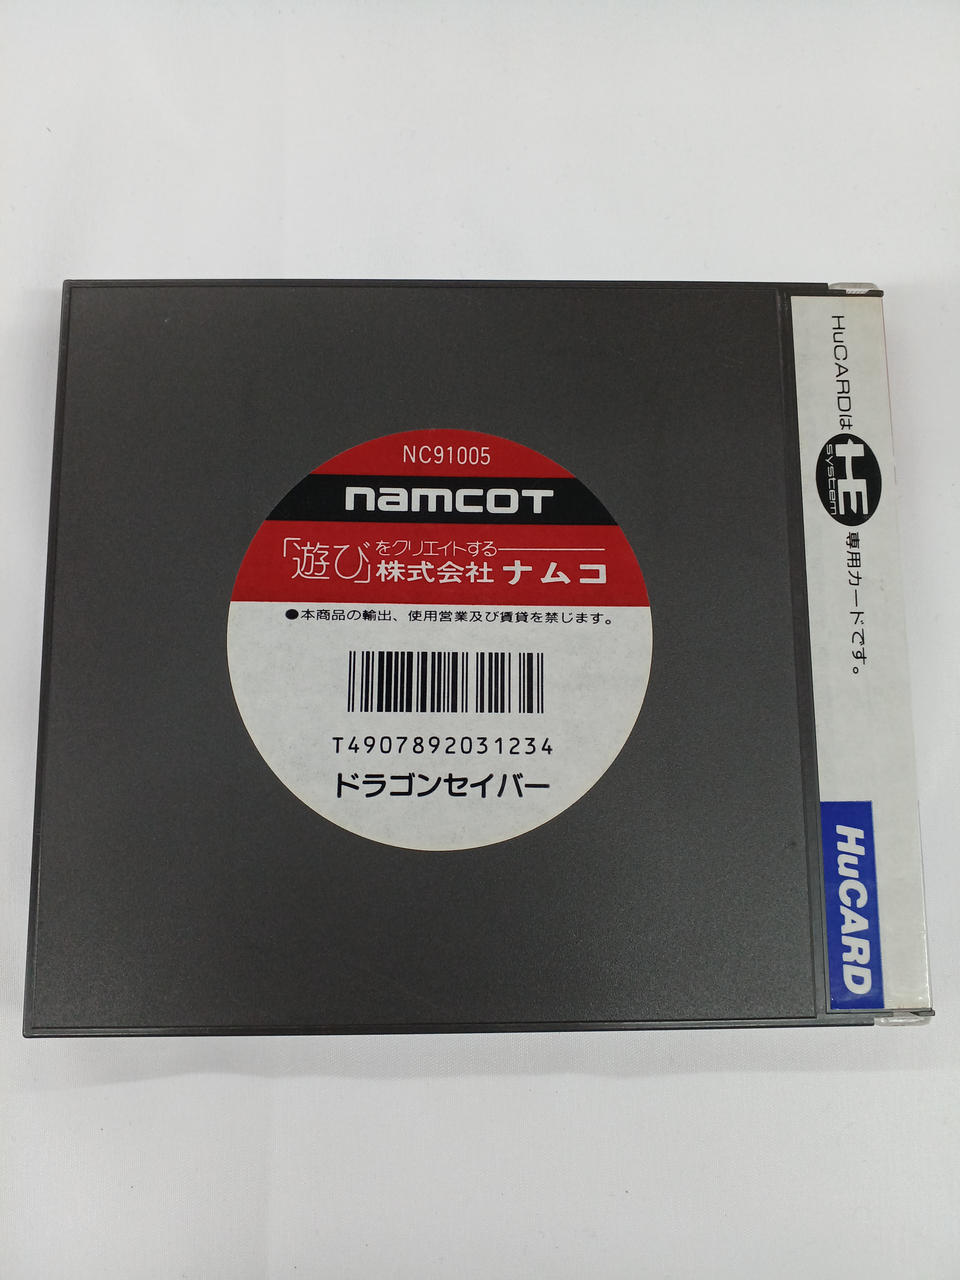 NC91005
namcoT
「遊び」をクリエイトする
株式会社ナムコ
●本商品の輸出、使用営業及び賃貸を禁じます。
T4907892031234
ドラゴンセイバー
HuCARDは HE system 専用カードです。
HuCARD